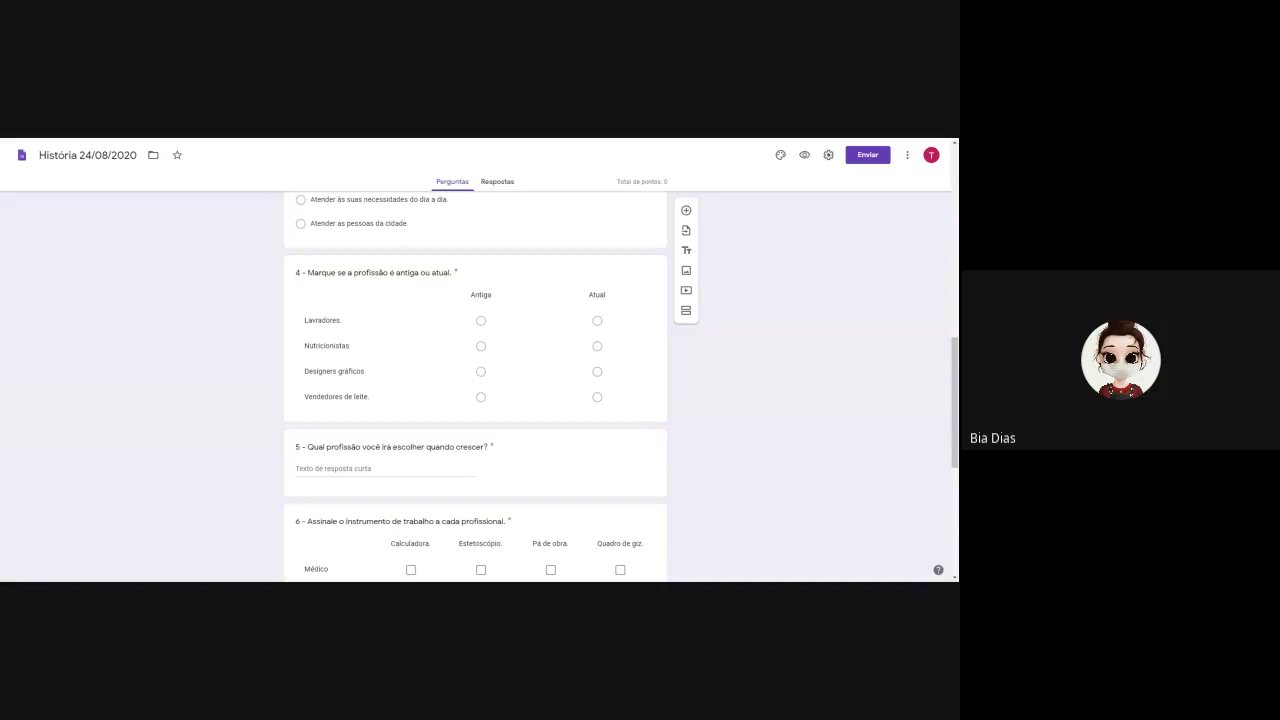 História 24/08/2020
Enviar
T
Perguntas Respostas
Total de pontos: 0
Atender às suas necessidades do dia a dia.
Atender as pessoas da cidade.
4 - Marque se a profissão é antiga ou atual. *
Antiga Atual
Lavradores.
Nutricionistas
Designers gráficos
Vendedores de leite.
5 - Qual profissão você irá escolher quando crescer? *
Texto de resposta curta
6 - Assinale o instrumento de trabalho a cada profissional. *
Calculadora. Estetoscópio. Pá de obra. Quadro de giz.
Médico
Bia Dias